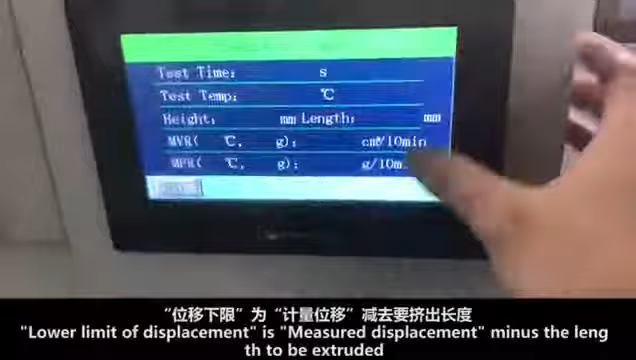 Test Time: s
Test Temp: ℃
Height: mm Length: mm
MVR( ℃, g): cm³/10min
MFR( ℃, g): g/10m
“位移下限”为“计量位移”减去要挤出长度
"Lower limit of displacement" is "Measured displacement" minus the leng
th to be extruded